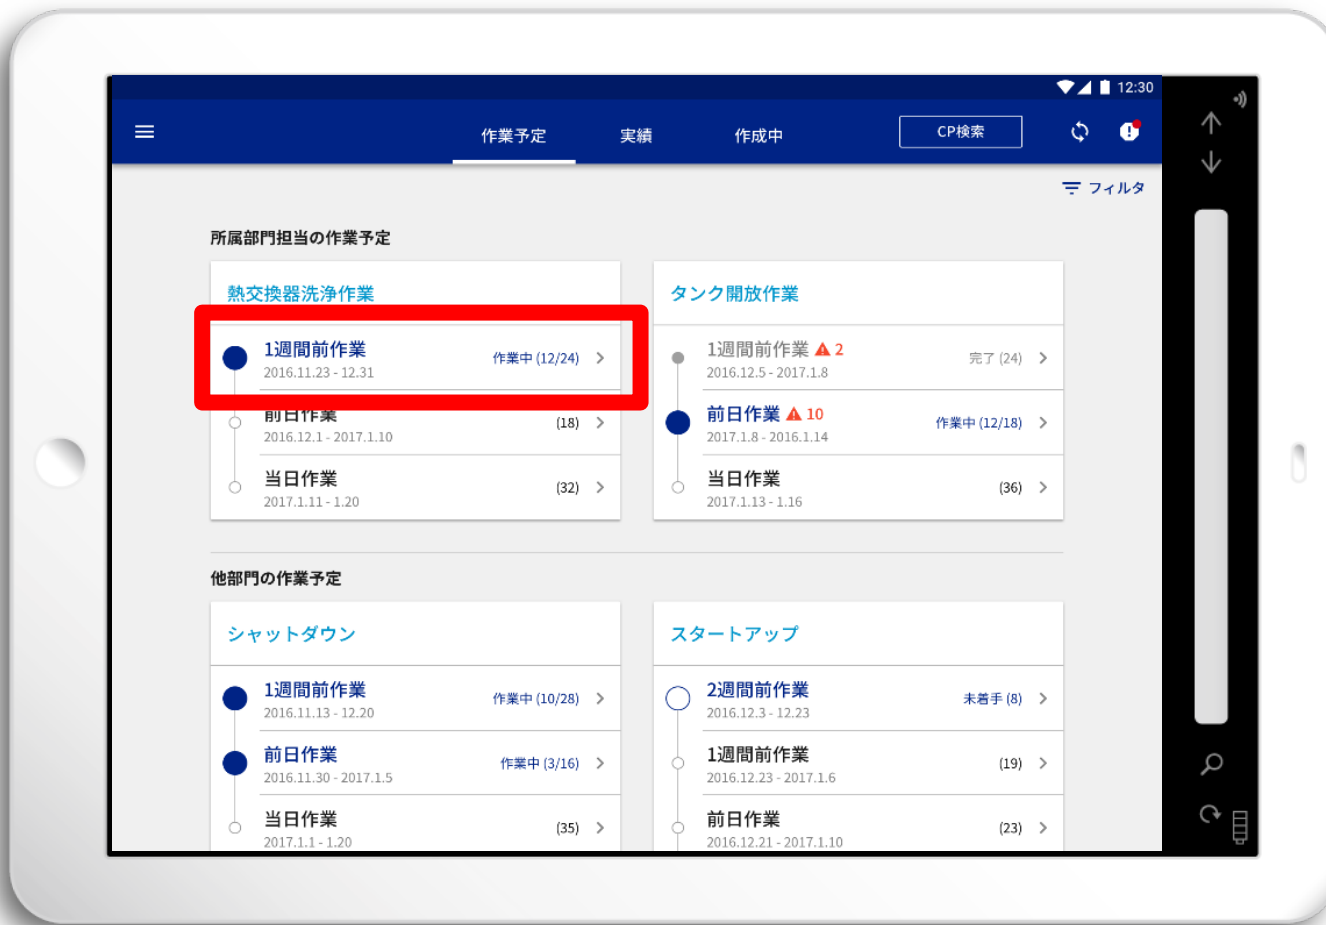 12:30
作業予定 実績 作成中 CP検索
フィルタ
所属部門担当の作業予定
熱交換器洗浄作業
1週間前作業 作業中 (12/24)
2016.11.23 - 12.31
前日作業 (18)
2016.12.1 - 2017.1.10
当日作業 (32)
2017.1.11 - 1.20
タンク開放作業
1週間前作業 2 完了 (24)
2016.12.5 - 2017.1.8
前日作業 10 作業中 (12/18)
2017.1.8 - 2016.1.14
当日作業 (36)
2017.1.13 - 1.16
他部門の作業予定
シャットダウン
1週間前作業 作業中 (10/28)
2016.11.13 - 12.20
前日作業 作業中 (3/16)
2016.11.30 - 2017.1.5
当日作業 (35)
2017.1.1 - 1.20
スタートアップ
2週間前作業 未着手 (8)
2016.12.3 - 12.23
1週間前作業 (19)
2016.12.23 - 2017.1.6
前日作業 (23)
2016.12.21 - 2017.1.10